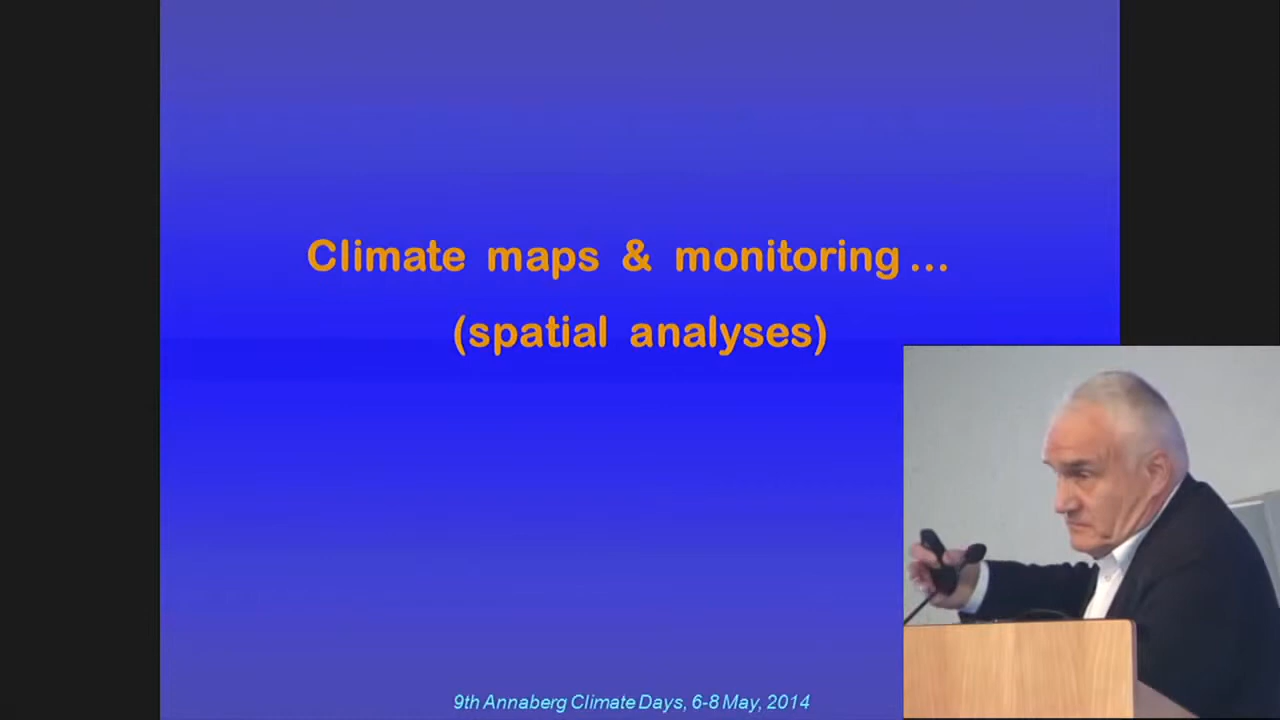 Climate maps & monitoring ...
(spatial analyses)
9th Annaberg Climate Days, 6-8 May, 2014